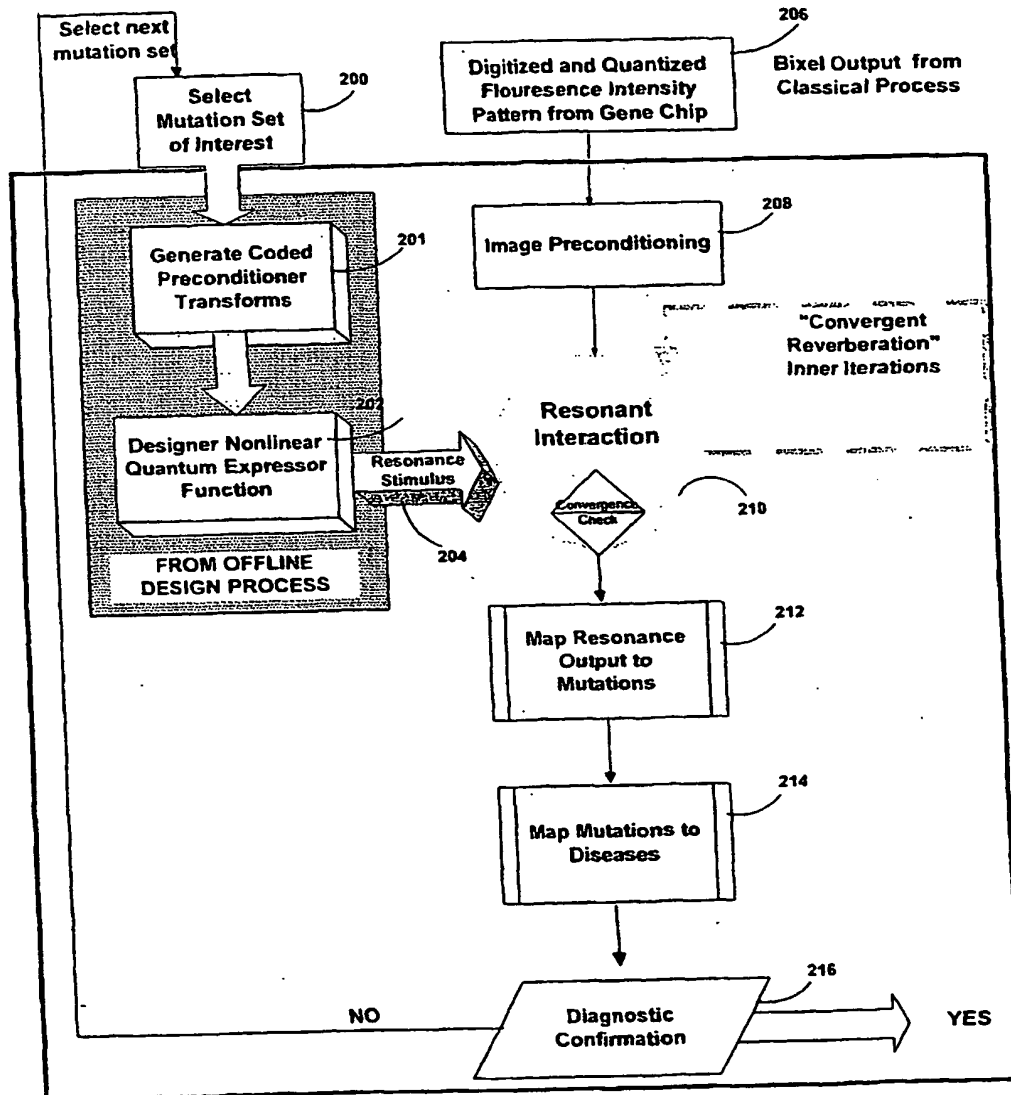 Select next
mutation set
200
Select
Mutation Set
of Interest
206
Digitized and Quantized
Flouresence Intensity
Pattern from Gene Chip
Bixel Output from
Classical Process
201
Generate Coded
Preconditioner
Transforms
208
Image Preconditioning
"Convergent
Reverberation"
Inner Iterations
202
Designer Nonlinear
Quantum Expressor
Function
Resonance
Stimulus
204
Resonant
Interaction
Convergence
Check
210
FROM OFFLINE
DESIGN PROCESS
212
Map Resonance
Output to
Mutations
214
Map Mutations to
Diseases
216
Diagnostic
Confirmation
NO
YES